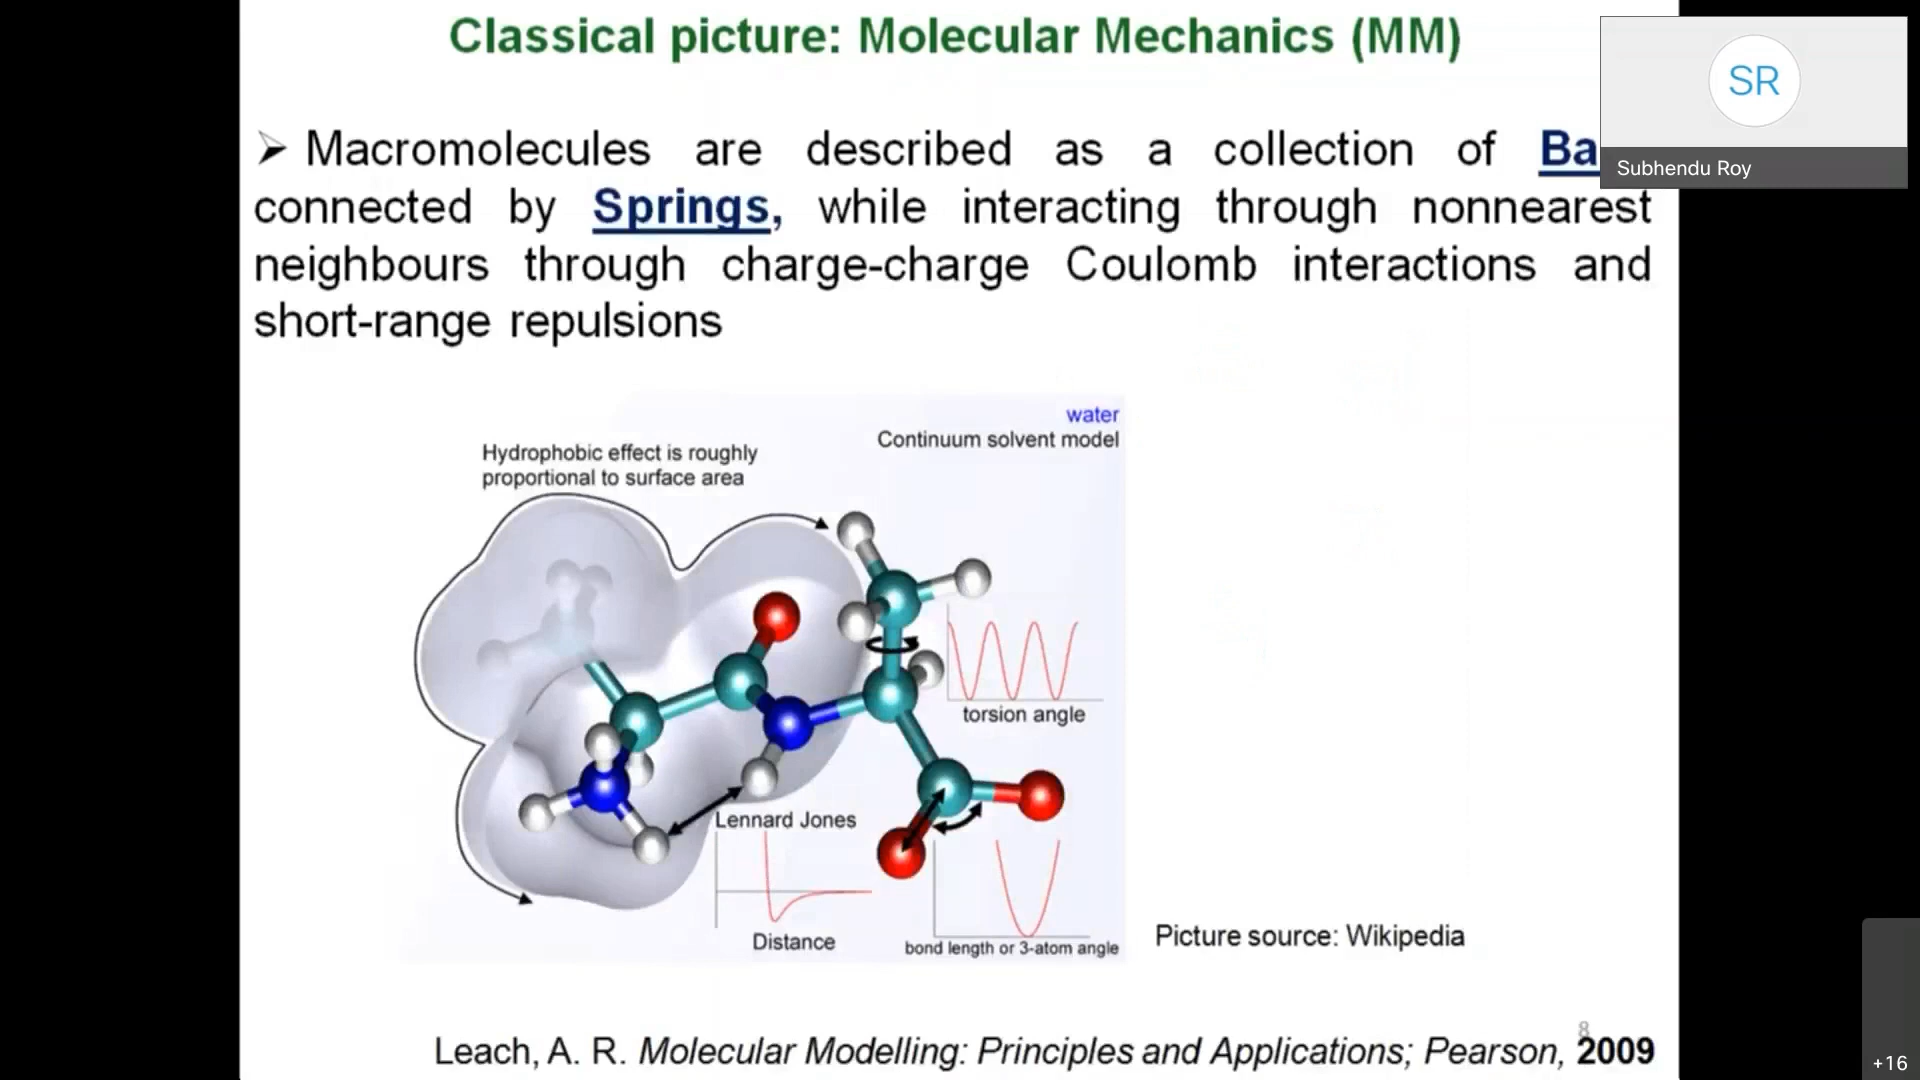 Classical picture: Molecular Mechanics (MM)
SR
Subhendu Roy
Macromolecules are described as a collection of
connected by Springs, while interacting through nonnearest
neighbours through charge-charge Coulomb interactions and
short-range repulsions
water
Continuum solvent model
Hydrophobic effect is roughly
proportional to surface area
torsion angle
Lennard Jones
Distance
bond length or 3-atom angle
Picture source: Wikipedia
8
Leach, A. R. Molecular Modelling: Principles and Applications; Pearson, 2009
+16